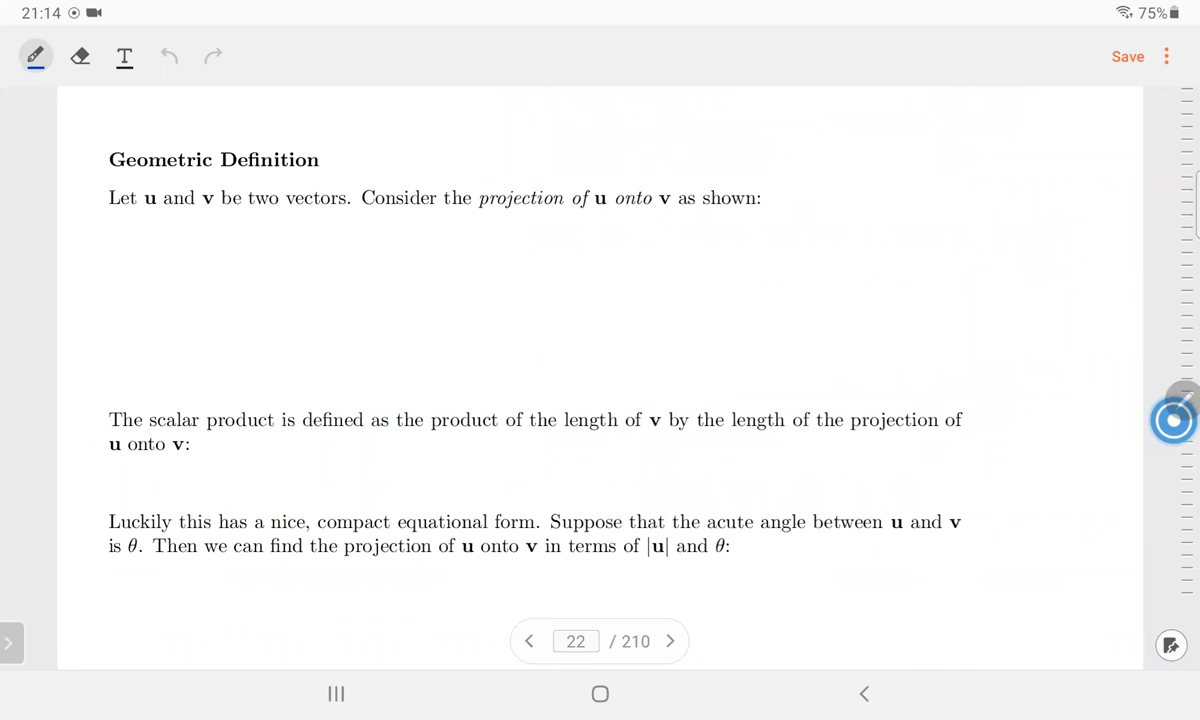 21:14 75%
T Save
Geometric Definition
Let u and v be two vectors. Consider the projection of u onto v as shown:
The scalar product is defined as the product of the length of v by the length of the projection of
u onto v:
Luckily this has a nice, compact equational form. Suppose that the acute angle between u and v
is θ. Then we can find the projection of u onto v in terms of |u| and θ:
22 / 210